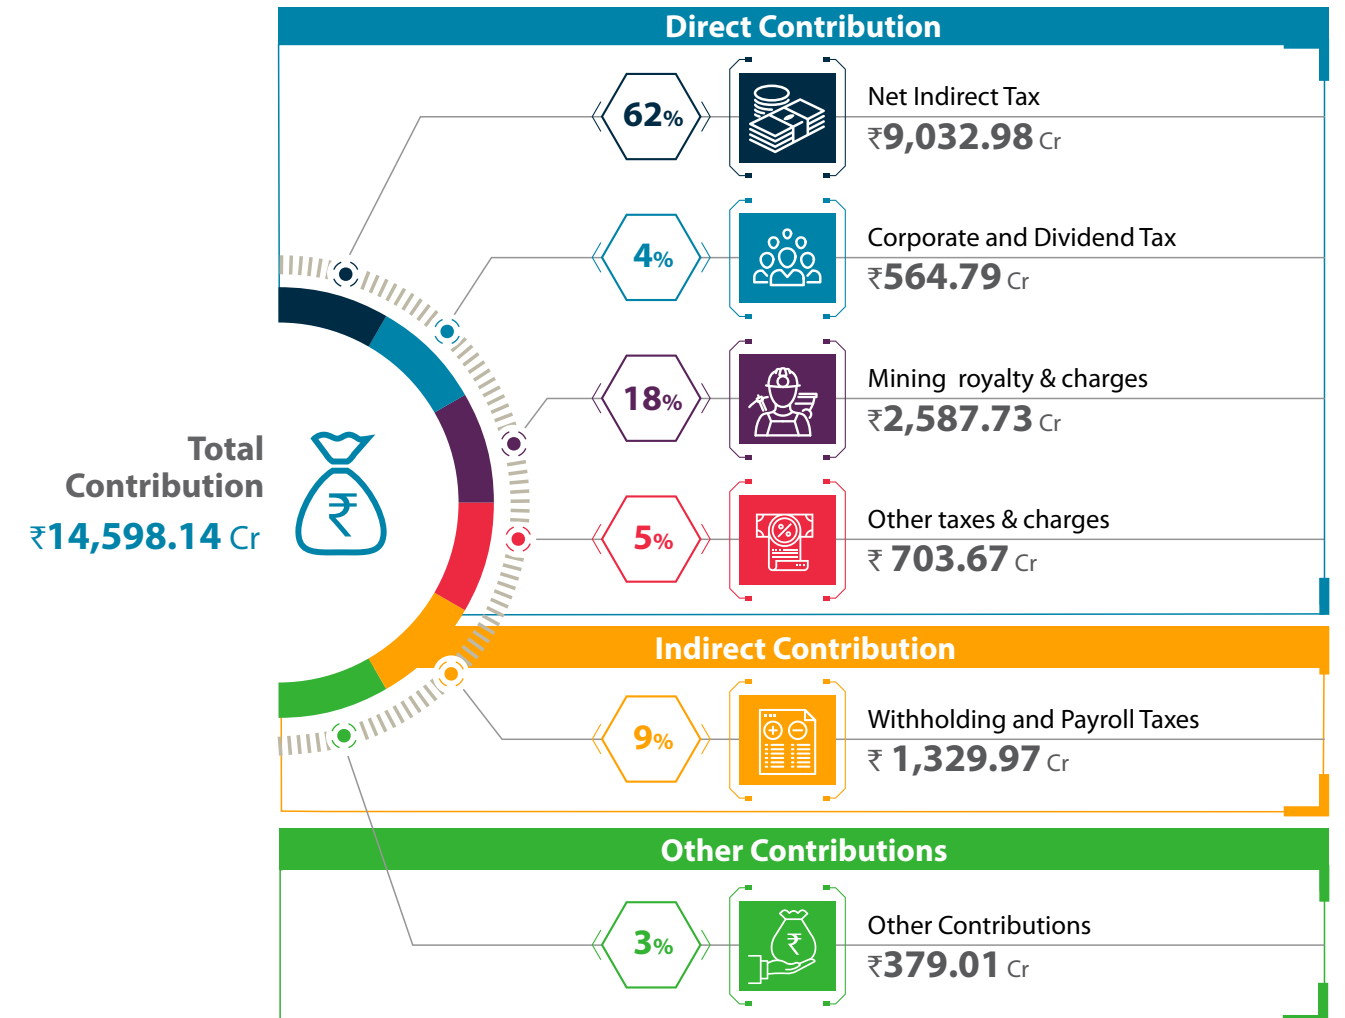 Direct Contribution
62%
Net Indirect Tax
₹9,032.98 Cr
4%
Corporate and Dividend Tax
₹564.79 Cr
18%
Mining royalty & charges
₹2,587.73 Cr
Total
Contribution
₹14,598.14 Cr
₹
5%
Other taxes & charges
₹ 703.67 Cr
%
Indirect Contribution
9%
Withholding and Payroll Taxes
₹ 1,329.97 Cr
Other Contributions
3%
₹
Other Contributions
₹379.01 Cr